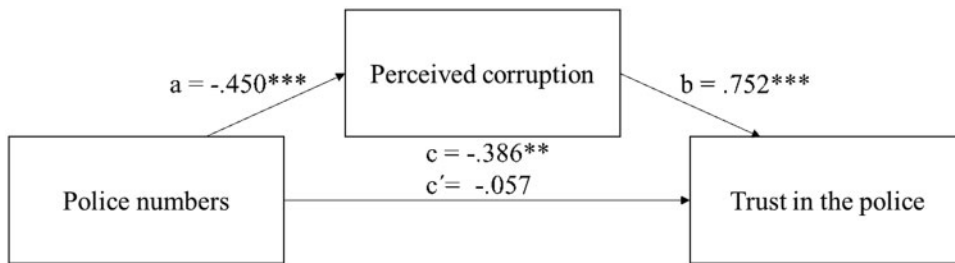 Perceived corruption
a = -.450***
b = .752***
c = -.386**
c´= -.057
Police numbers
Trust in the police